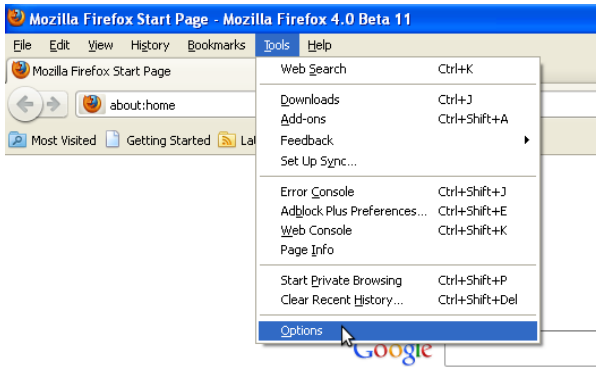 Mozilla Firefox Start Page - Mozilla Firefox 4.0 Beta 11
File Edit View History Bookmarks Tools Help
Mozilla Firefox Start Page
about:home
Most Visited Getting Started
Web Search Ctrl+K
Downloads Ctrl+J
Add-ons Ctrl+Shift+A
Feedback
Set Up Sync...
Error Console Ctrl+Shift+J
Adblock Plus Preferences... Ctrl+Shift+E
Web Console Ctrl+Shift+K
Page Info
Start Private Browsing Ctrl+Shift+P
Clear Recent History... Ctrl+Shift+Del
Options
Google